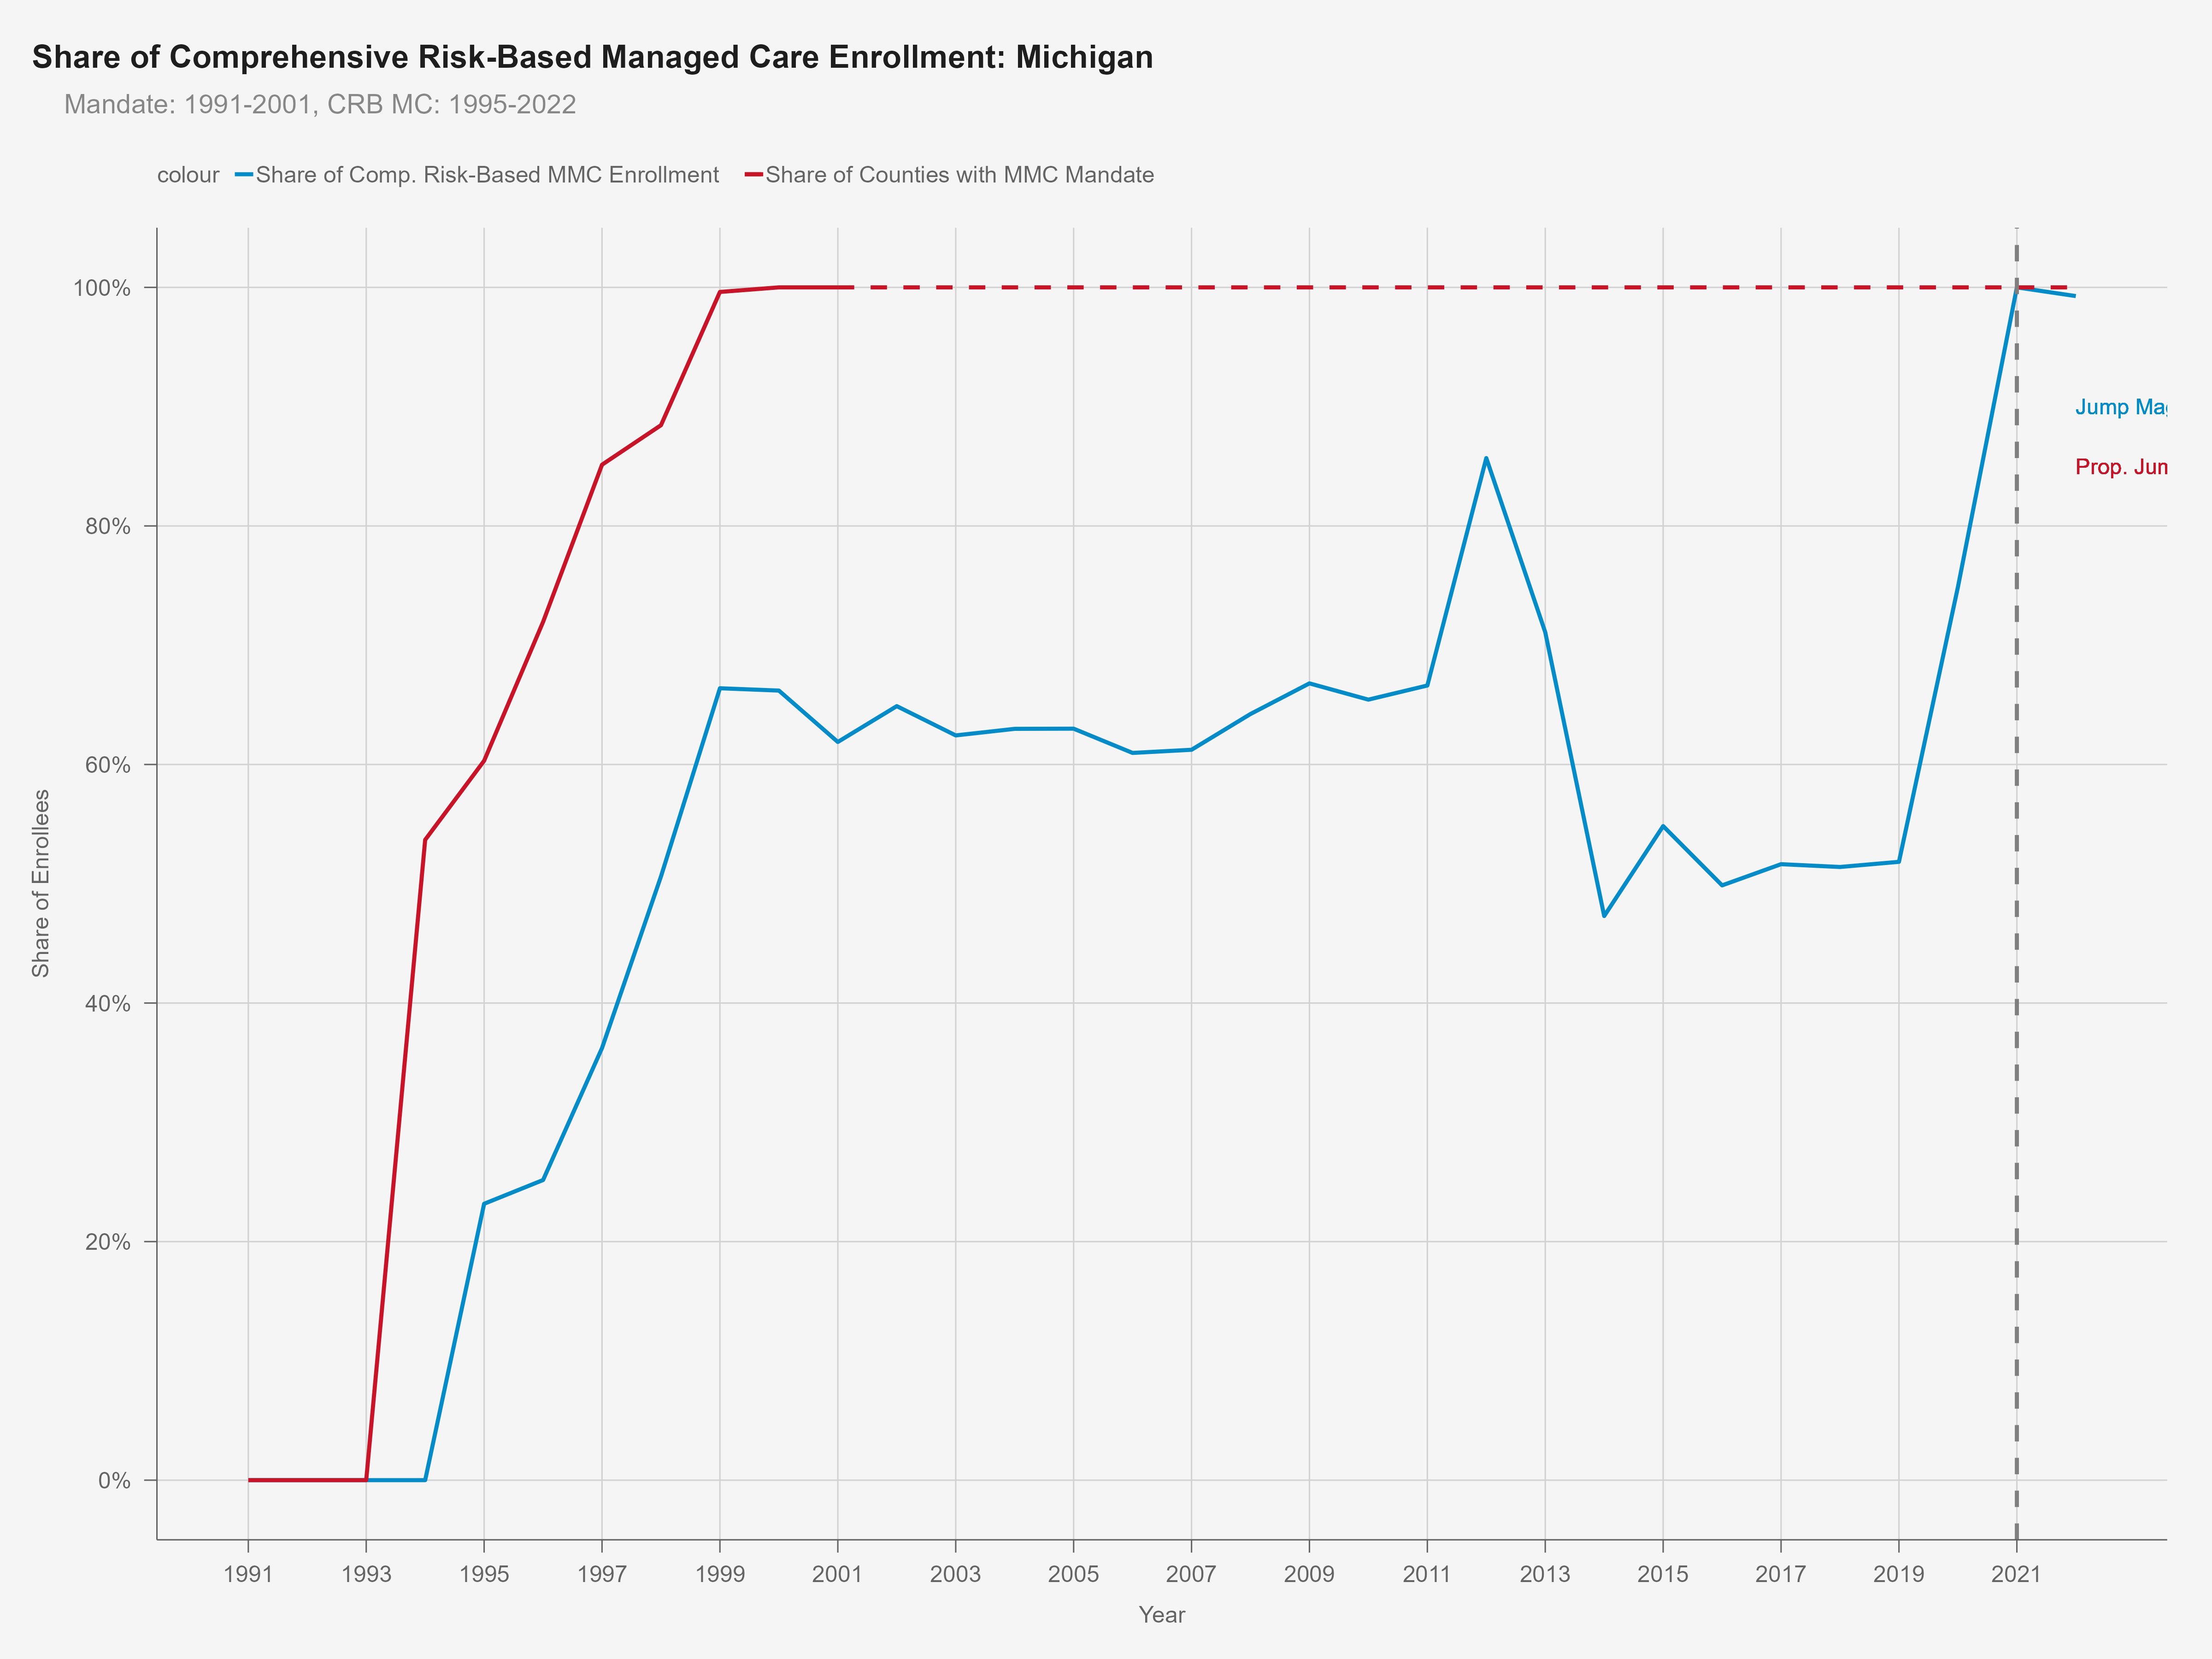 Share of Comprehensive Risk-Based Managed Care Enrollment: Michigan
Mandate: 1991-2001, CRB MC: 1995-2022
colour Share of Comp. Risk-Based MMC Enrollment Share of Counties with MMC Mandate
100%
80%
60%
40%
20%
0%
Share of Enrollees
Jump
Prop.
1991 1993 1995 1997 1999 2001 2003 2005 2007 2009 2011 2013 2015 2017 2019 2021
Year